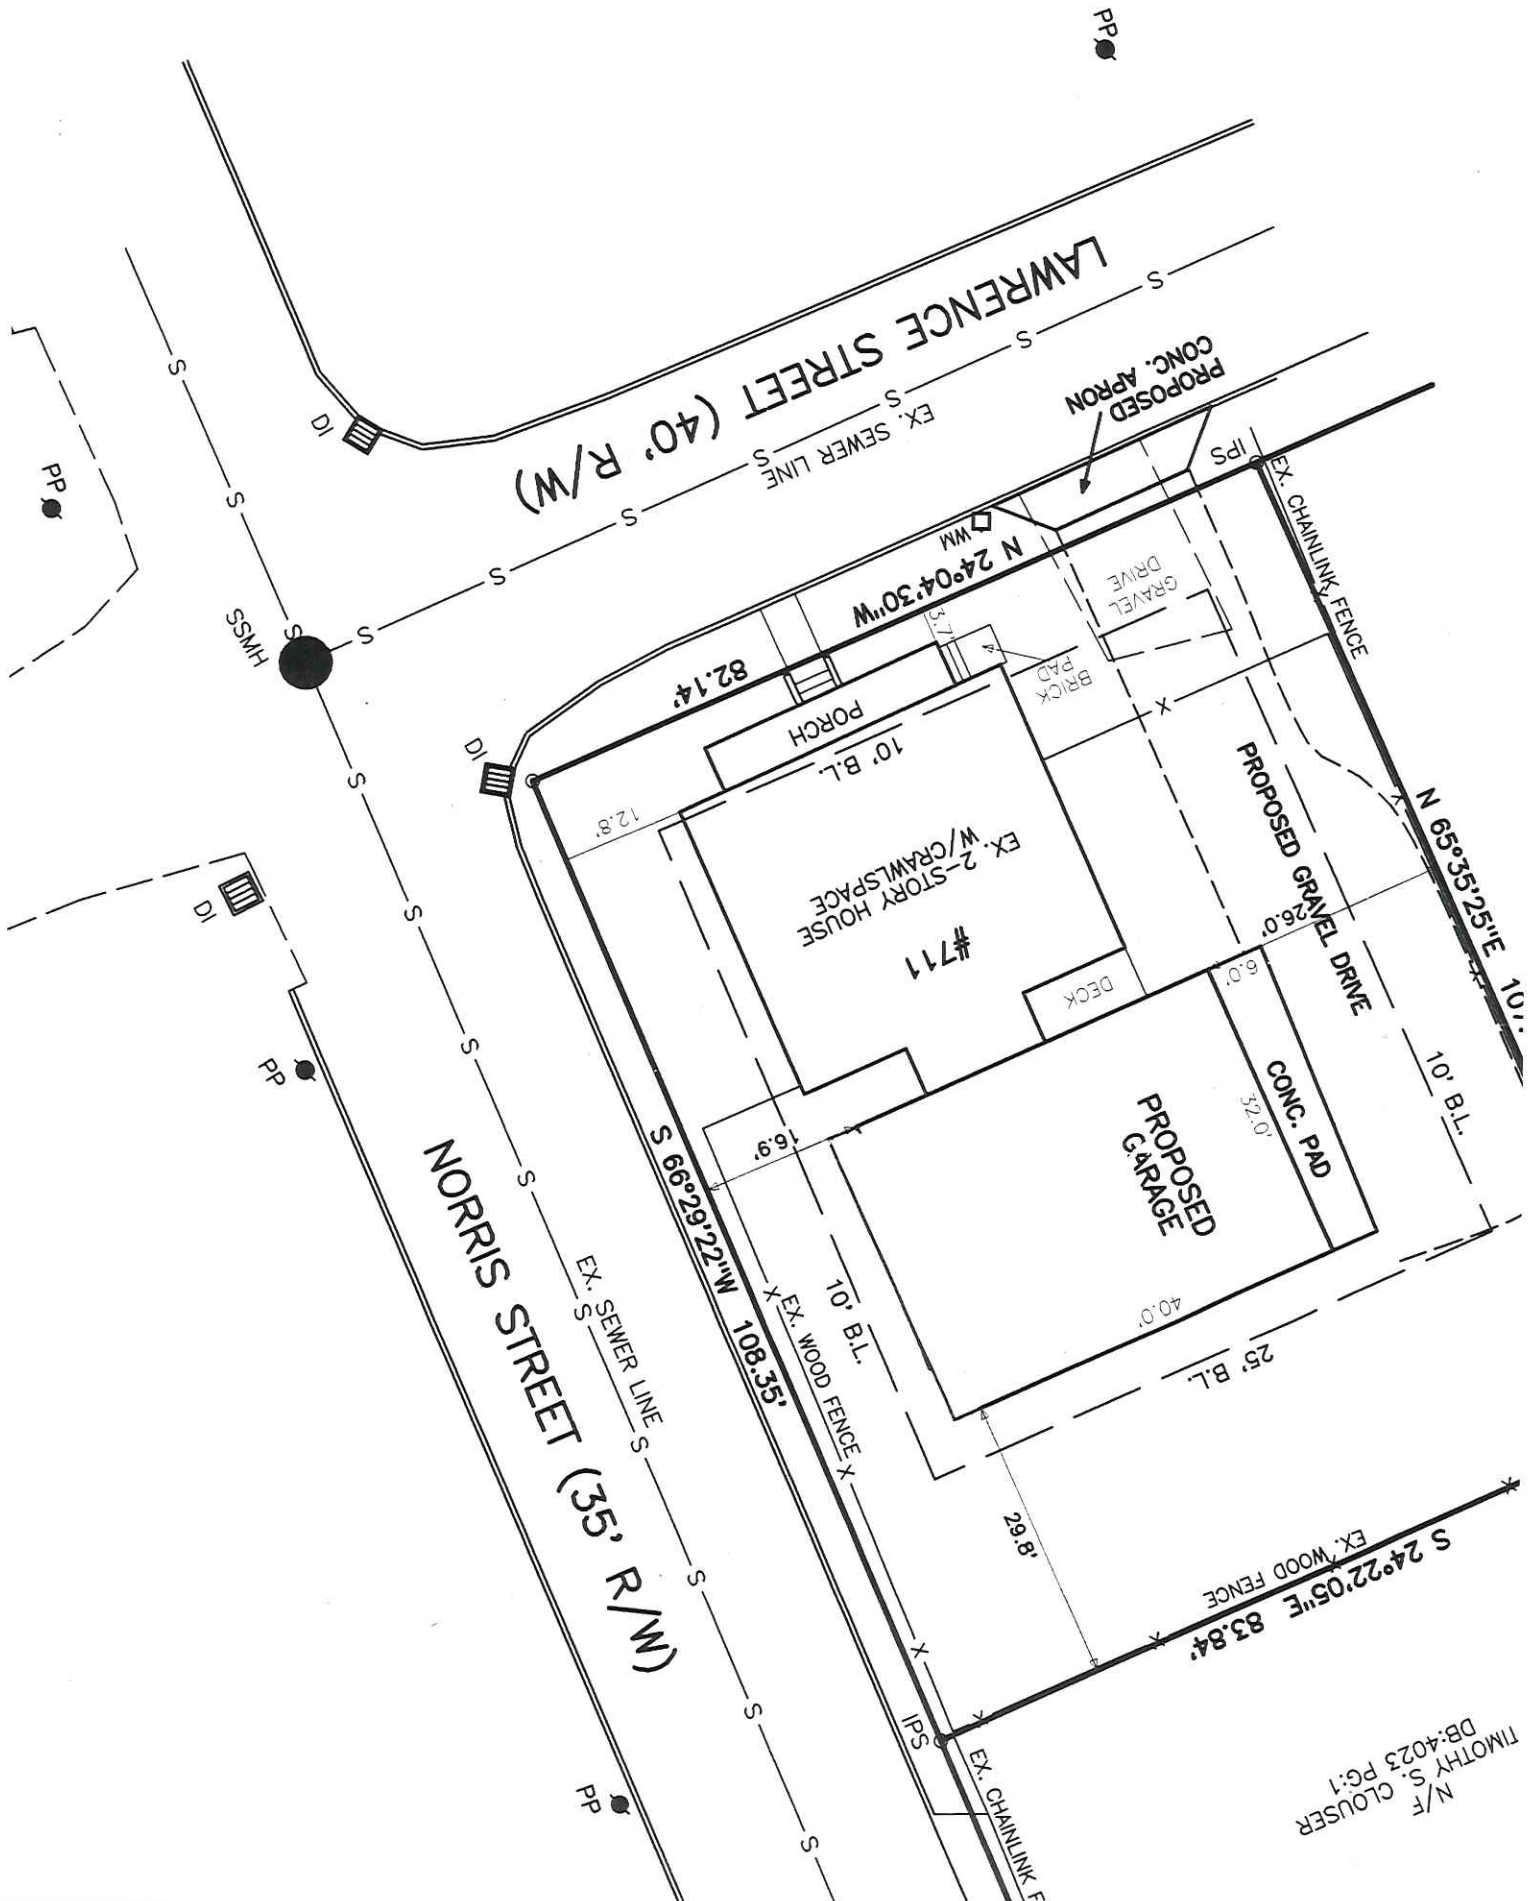 PP
LAWRENCE STREET (40' R/W)
S
S
S
S
S
S
S
EX. SEWER LINE
PROPOSED
CONC. APRON
IPS
EX. CHAINLINK FENCE
DI
PP
S
S
S
SSMH
WM
N 24°04'30"W
82.14'
3.7'
GRAVEL
DRIVE
BRICK
PAD
X
PORCH
10' B.L.
DI
12.8'
EX. 2-STORY HOUSE
W/CRAWLSPACE
#711
DECK
PROPOSED GRAVEL DRIVE
26.0'
6.0'
X
N 65°35'25"E
EX
10' B.L.
DI
PP
S
S
S
S
S
S
S
S
S
NORRIS STREET (35' R/W)
EX. SEWER LINE
S 66°29'22"W 108.35'
16.9'
PROPOSED
GARAGE
32.0'
CONC. PAD
40.0'
10' B.L.
25' B.L.
X
EX. WOOD FENCE
X
X
29.8'
EX. WOOD FENCE
X
X
X
X
S 24°22'05"E 83.84'
IPS
EX. CHAINLINK
PP
N/F
TIMOTHY S. CLOUSER
DB:4023 PG:1